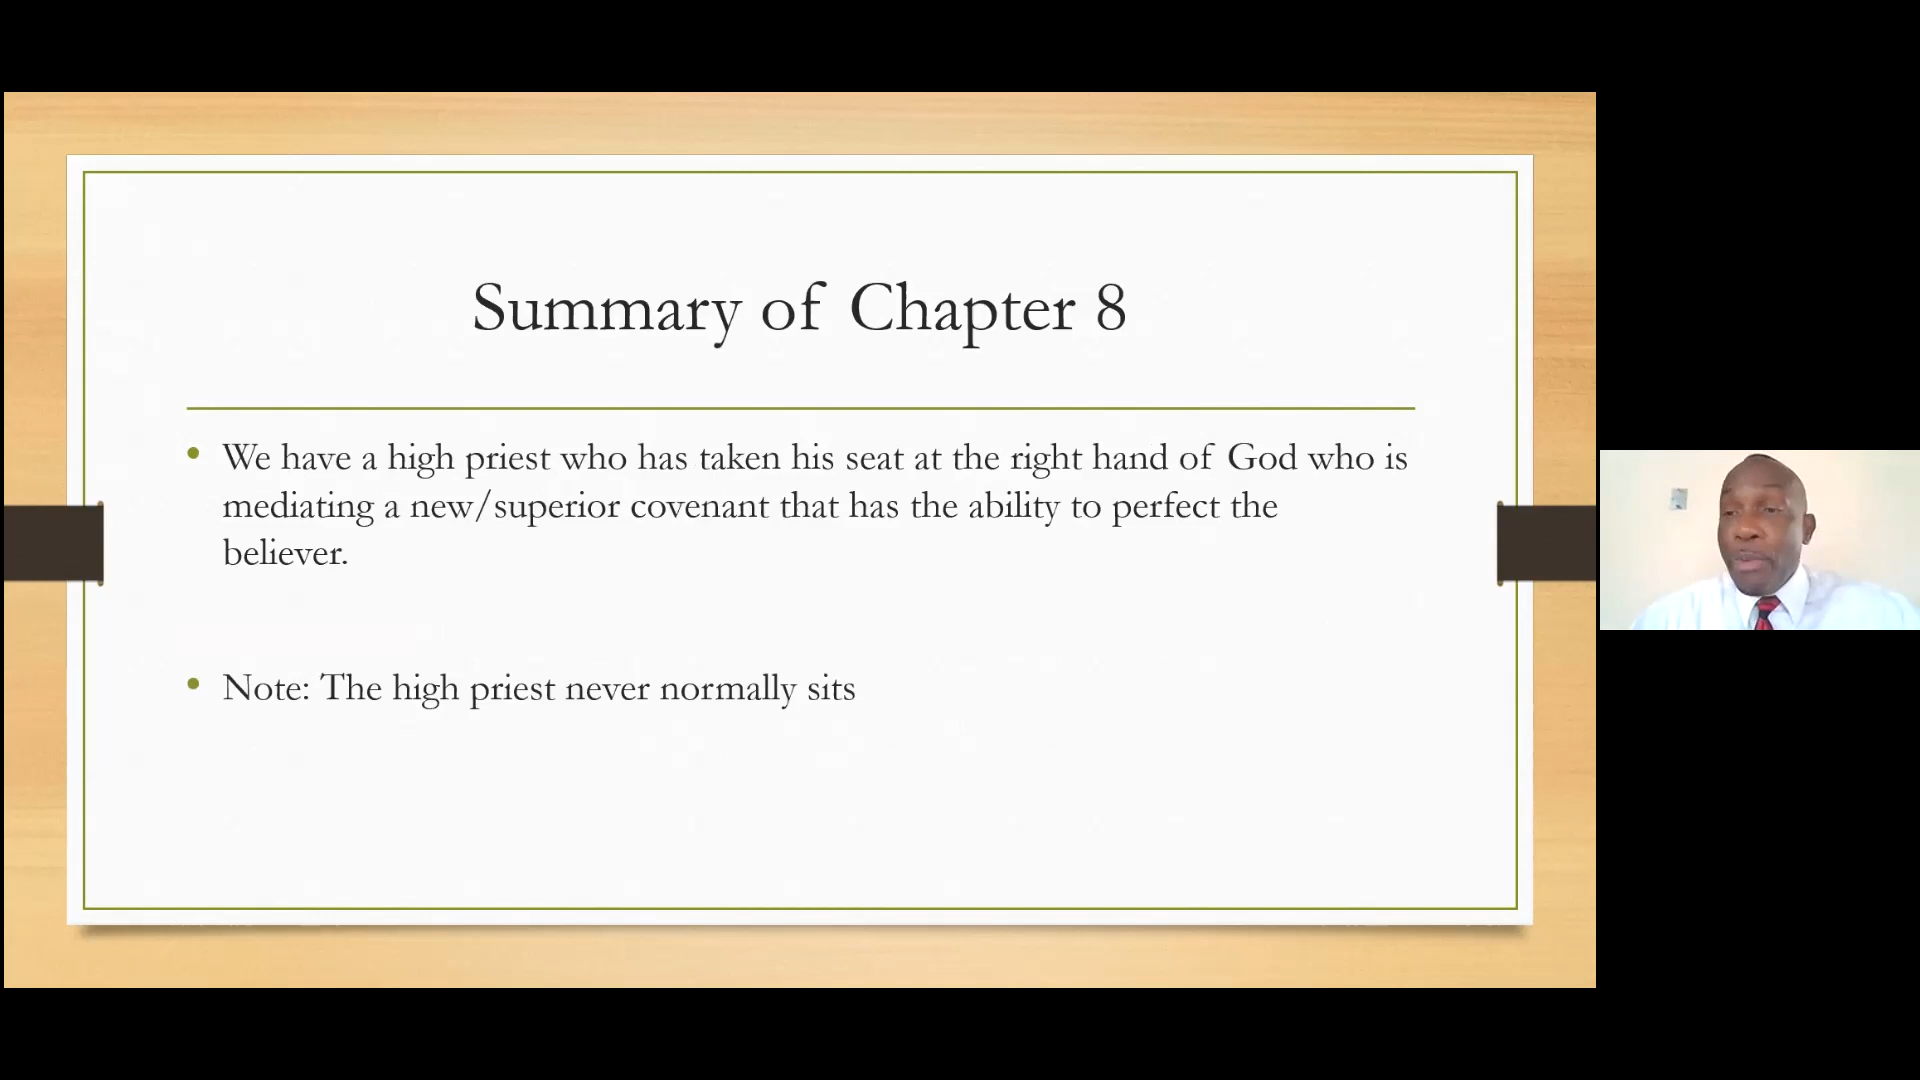 Summary of Chapter 8
• We have a high priest who has taken his seat at the right hand of God who is
mediating a new/superior covenant that has the ability to perfect the
believer.
• Note: The high priest never normally sits